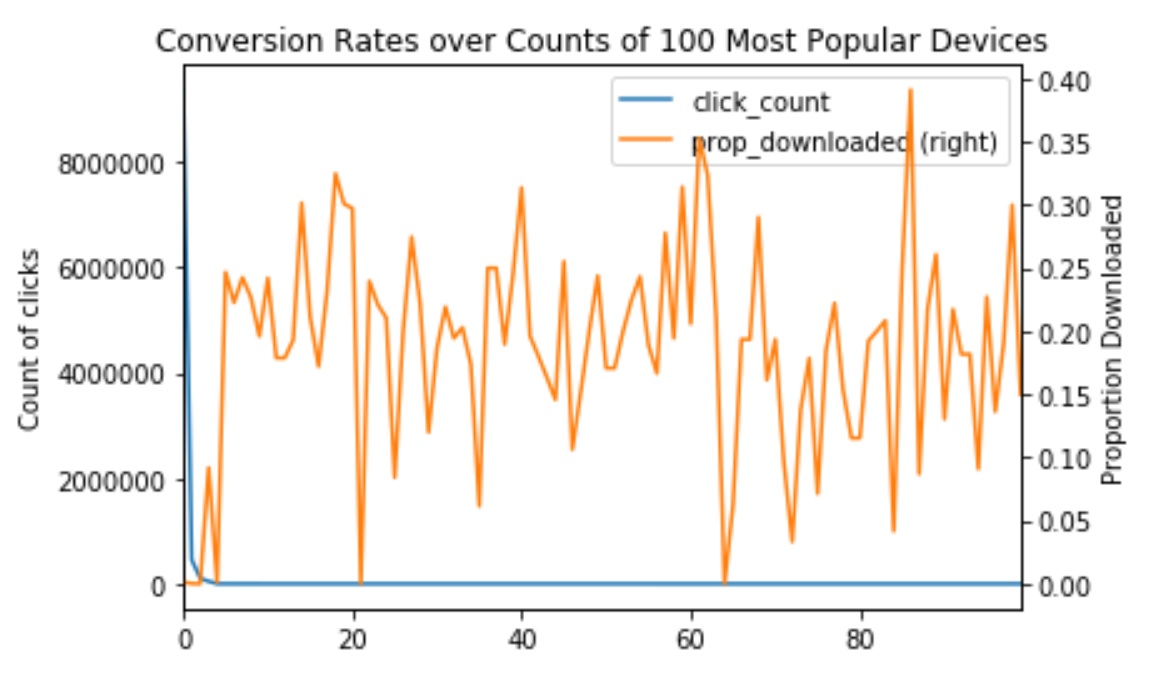 Conversion Rates over Counts of 100 Most Popular Devices
click_count
prop_downloaded (right)
Count of clicks
8000000
6000000
4000000
2000000
0
0.40
0.35
0.30
0.25
0.20
0.15
0.10
0.05
0.00
Proportion Downloaded
0 20 40 60 80